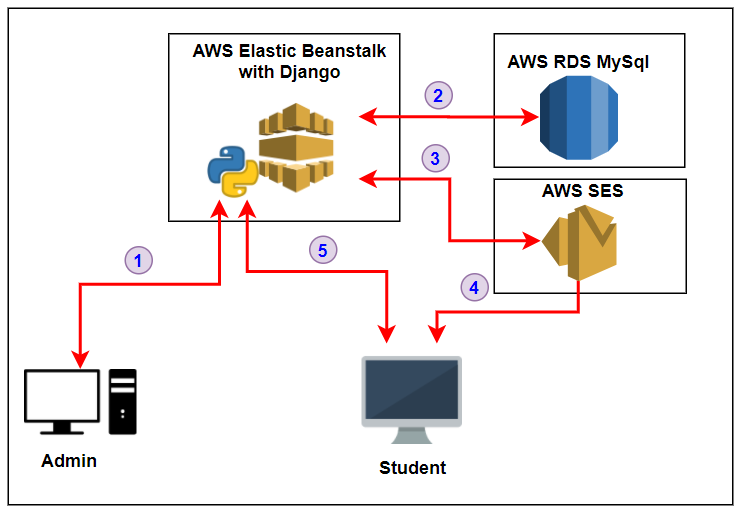 AWS Elastic Beanstalk
with Django
AWS RDS MySql
2
3
AWS SES
1
5
4
Admin
Student